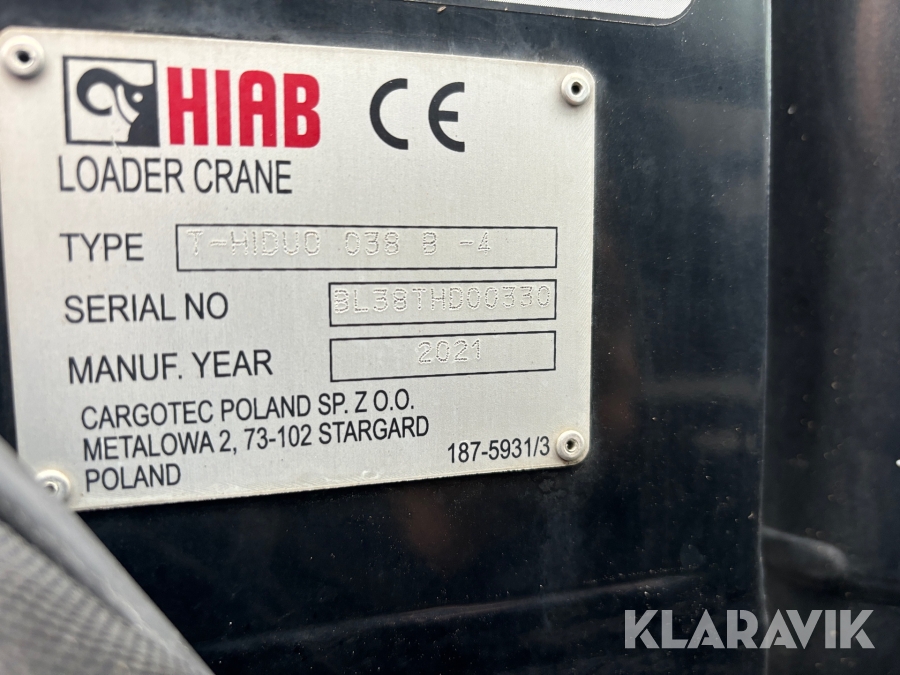 HIAB CE
LOADER CRANE
TYPE T-HIDUO 038 B -4
SERIAL NO BL38THD00330
MANUF. YEAR 2021
CARGOTEC POLAND SP. Z O.O.
METALOWA 2, 73-102 STARGARD
POLAND 187-5931/3
KLARAVIK